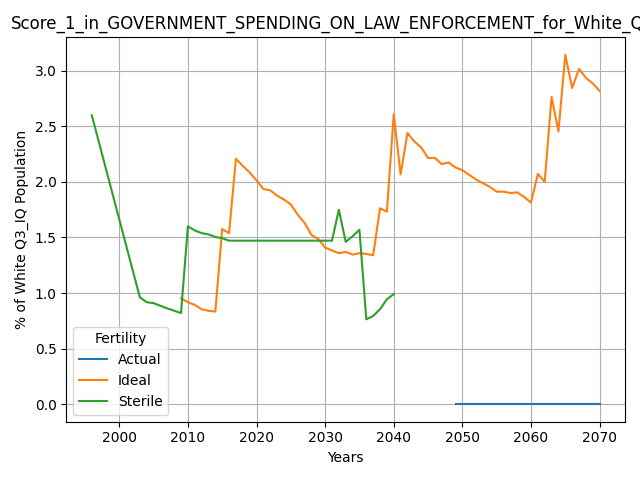 Score_1_in_GOVERNMENT_SPENDING_ON_LAW_ENFORCEMENT_for_White_Q
% of White Q3_IQ Population
3.0
2.5
2.0
1.5
1.0
0.5
0.0
Fertility
Actual
Ideal
Sterile
2000 2010 2020 2030 2040 2050 2060 2070
Years